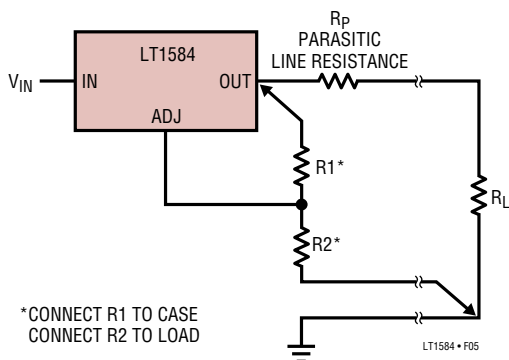 R_P
PARASITIC
LINE RESISTANCE
LT1584
V_IN
IN
OUT
ADJ
R1*
R_L
R2*
*CONNECT R1 TO CASE
CONNECT R2 TO LOAD
LT1584 • F05